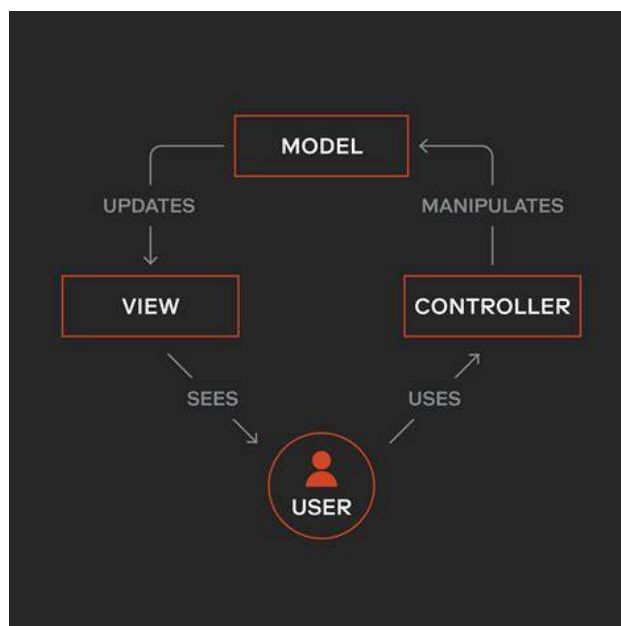 MODEL
UPDATES
MANIPULATES
VIEW
CONTROLLER
SEES
USES
USER